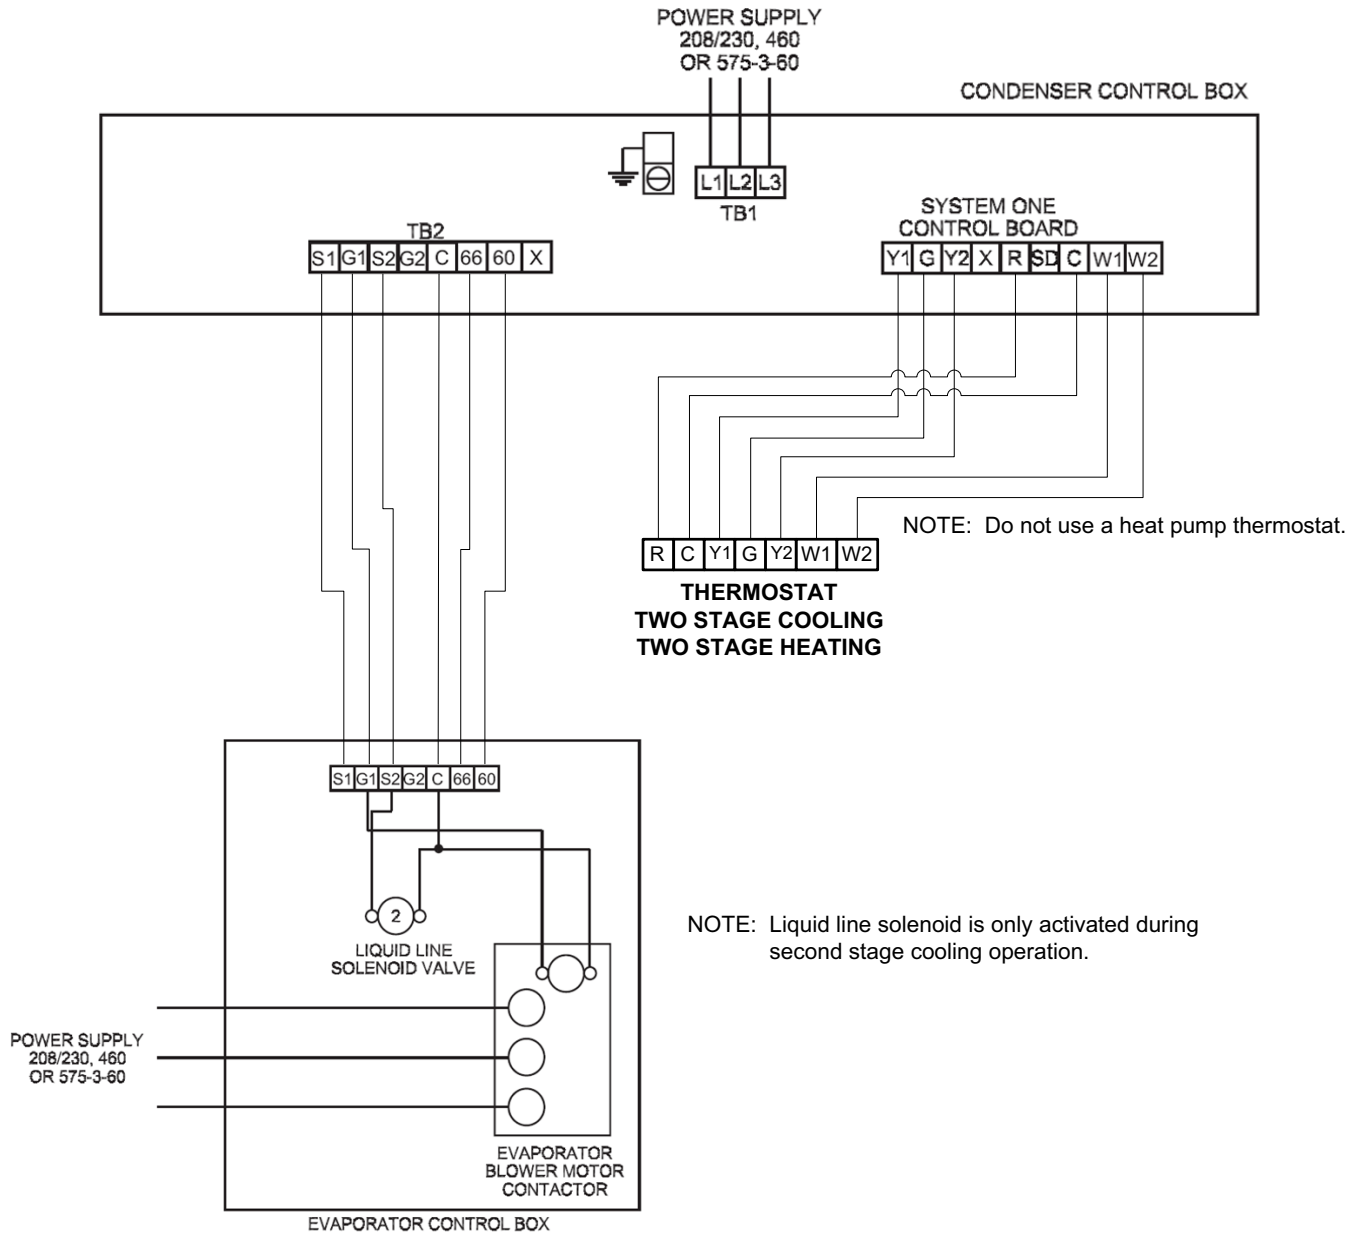 POWER SUPPLY
208/230, 460
OR 575-3-60
CONDENSER CONTROL BOX
L1 L2 L3
TB1
SYSTEM ONE
CONTROL BOARD
TB2
S1 G1 S2 G2 C 66 60 X
Y1 G Y2 X R SD C W1 W2
NOTE: Do not use a heat pump thermostat.
R C Y1 G Y2 W1 W2
THERMOSTAT
TWO STAGE COOLING
TWO STAGE HEATING
S1 G1 S2 G2 C 66 60
2
LIQUID LINE
SOLENOID VALVE
NOTE: Liquid line solenoid is only activated during
second stage cooling operation.
POWER SUPPLY
208/230, 460
OR 575-3-60
EVAPORATOR
BLOWER MOTOR
CONTACTOR
EVAPORATOR CONTROL BOX